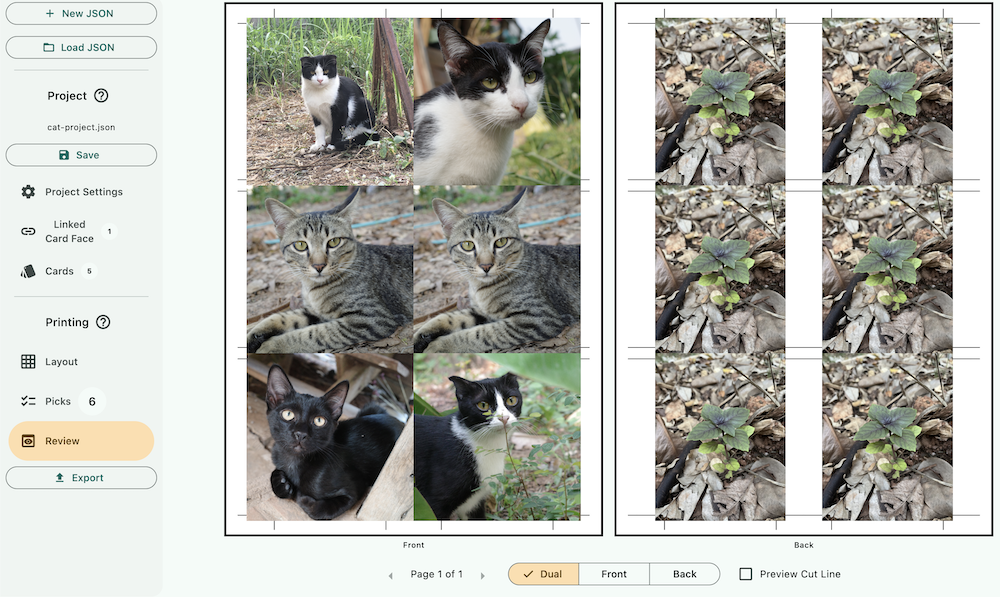 New JSON
Load JSON
Project
cat-project.json
Save
Project Settings
Linked
Card Face 1
Cards 5
Printing
Layout
Picks 6
Review
Export
Front
Back
Page 1 of 1
Dual
Front
Back
Preview Cut Line